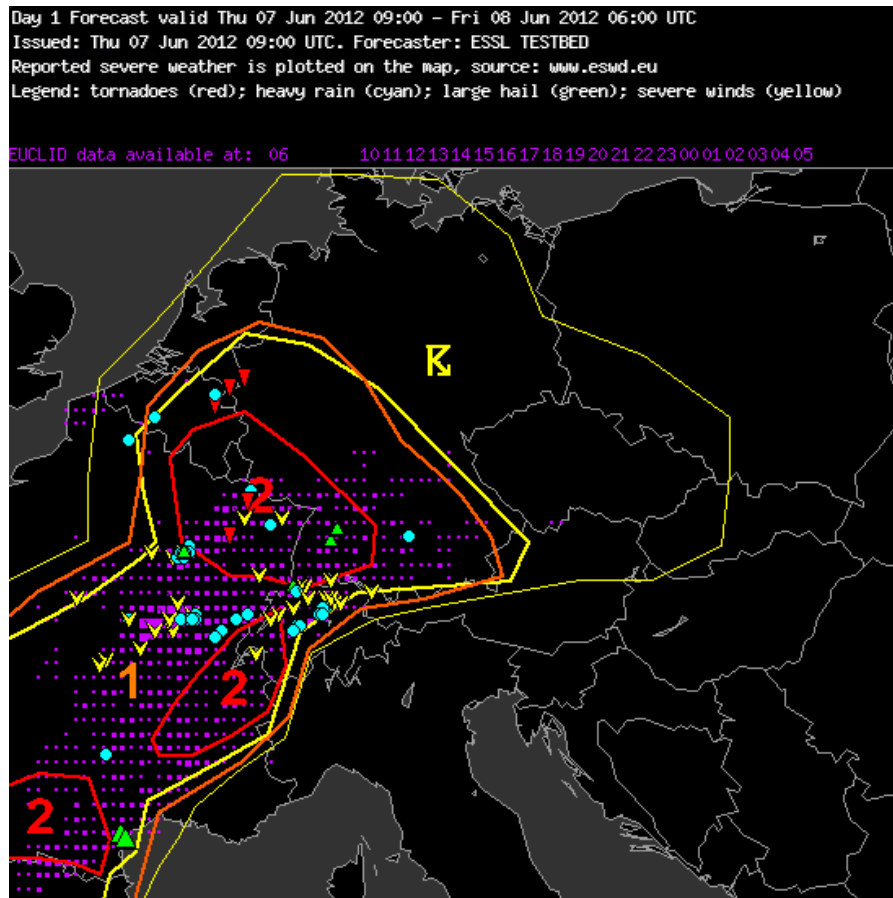 Day 1 Forecast valid Thu 07 Jun 2012 09:00 - Fri 08 Jun 2012 06:00 UTC
Issued: Thu 07 Jun 2012 09:00 UTC. Forecaster: ESSL TESTBED
Reported severe weather is plotted on the map, source: www.eswd.eu
Legend: tornadoes (red); heavy rain (cyan); large hail (green); severe winds (yellow)
EUCLID data available at: 06 10 11 12 13 14 15 16 17 18 19 20 21 22 23 00 01 02 03 04 05
2
1
2
2